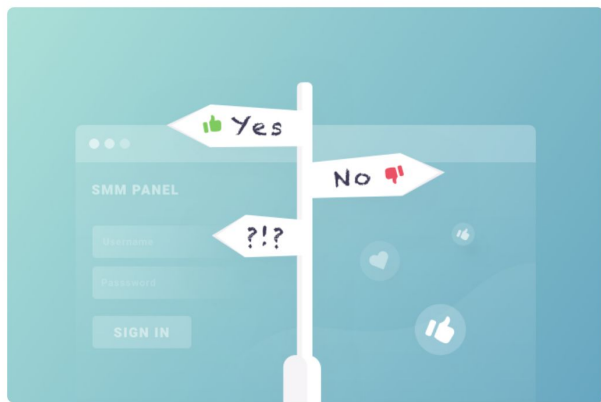 Yes
No
SMM PANEL
?!?
Username
Password
SIGN IN